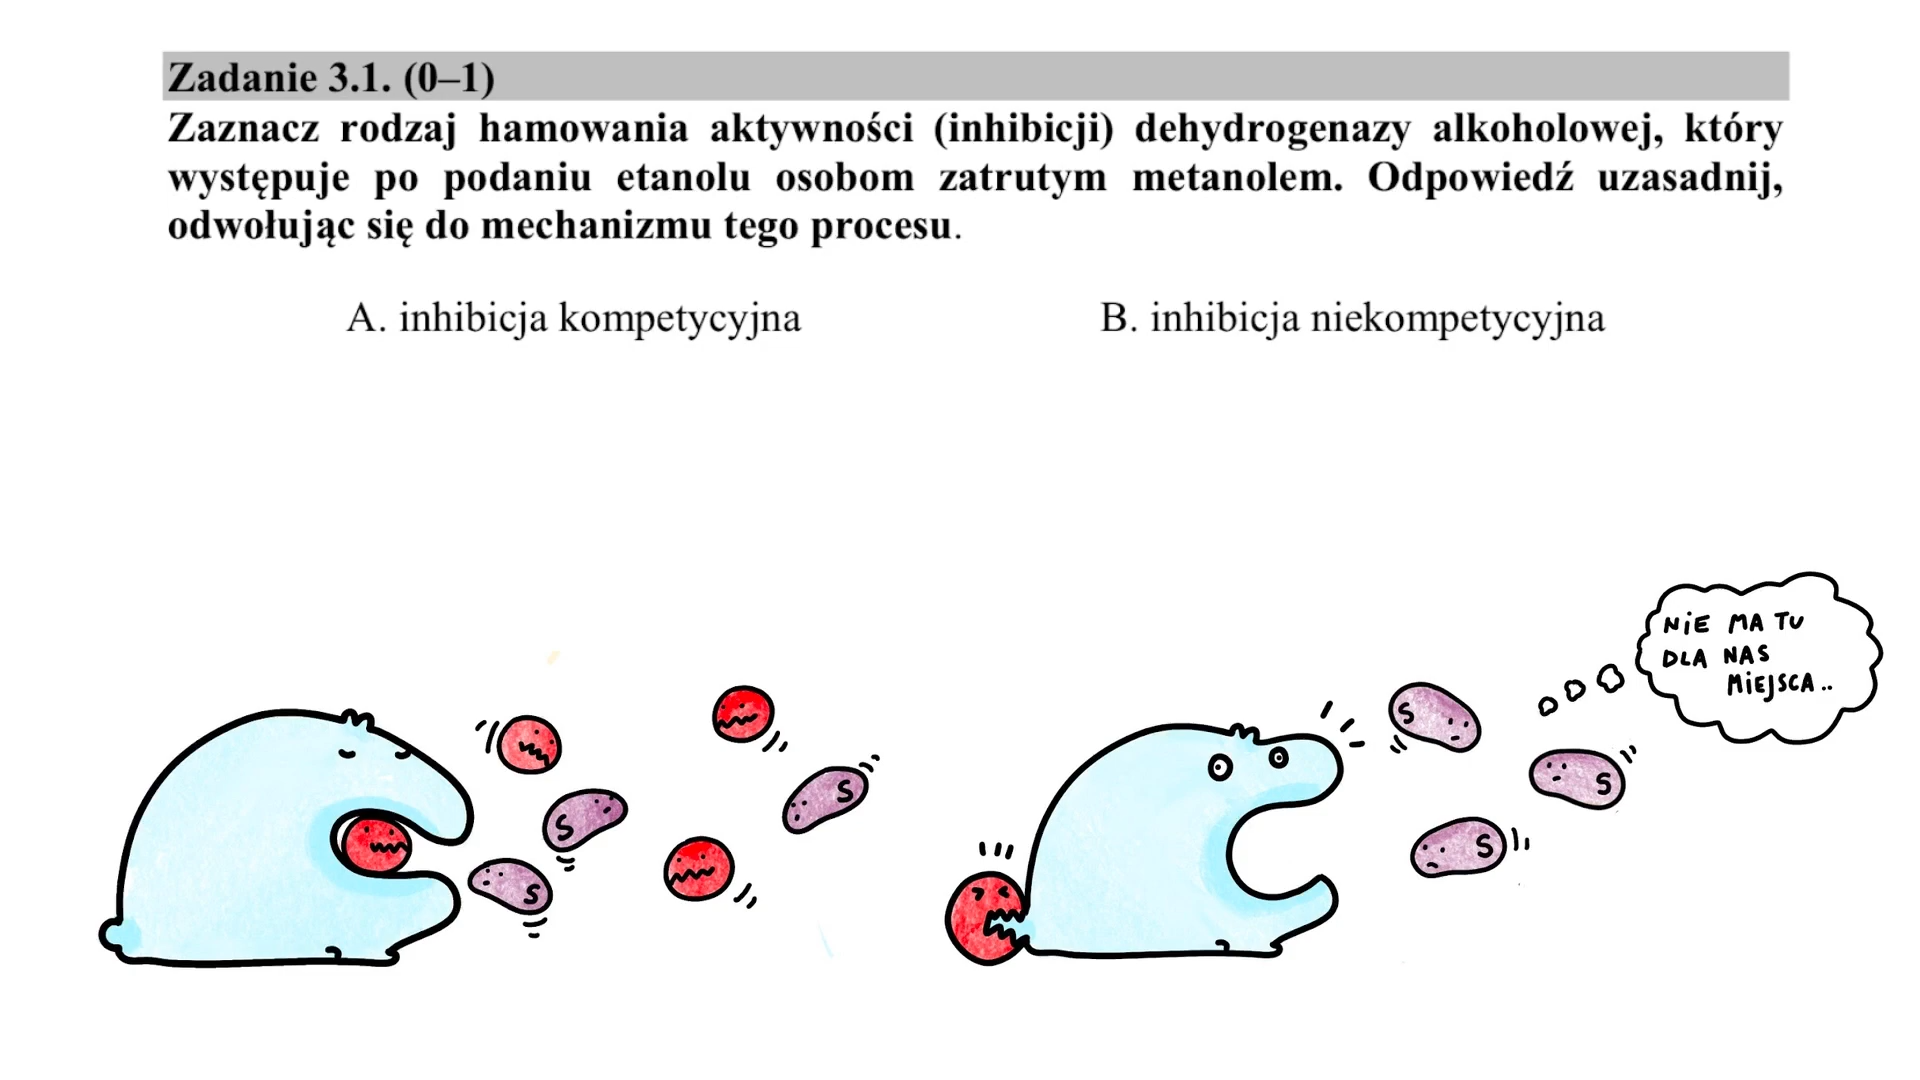 Zadanie 3.1. (0–1)
Zaznacz rodzaj hamowania aktywności (inhibicji) dehydrogenazy alkoholowej, który
występuje po podaniu etanolu osobom zatrutym metanolem. Odpowiedź uzasadnij,
odwołując się do mechanizmu tego procesu.
A. inhibicja kompetycyjna
B. inhibicja niekompetycyjna
NIE MA TU
DLA NAS
MIEJSCA..
S
S
S
S
S
S